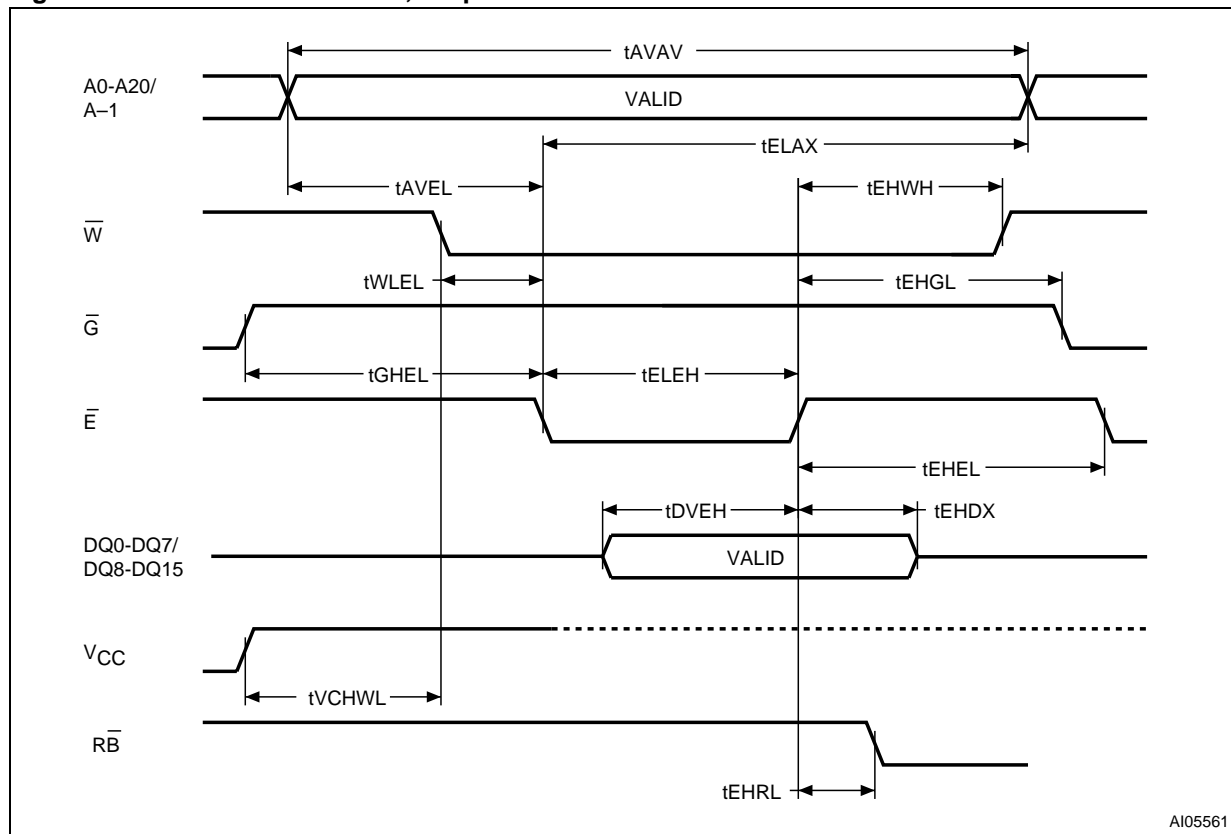 tAVAV
A0-A20/
A–1
VALID
tELAX
tAVEL
tEHWH
W̅
tWLEL
tEHGL
G̅
tGHEL
tELEH
E̅
tEHEL
tDVEH
tEHDX
DQ0-DQ7/
DQ8-DQ15
VALID
VCC
tVCHWL
RB̅
tEHRL
AI05561